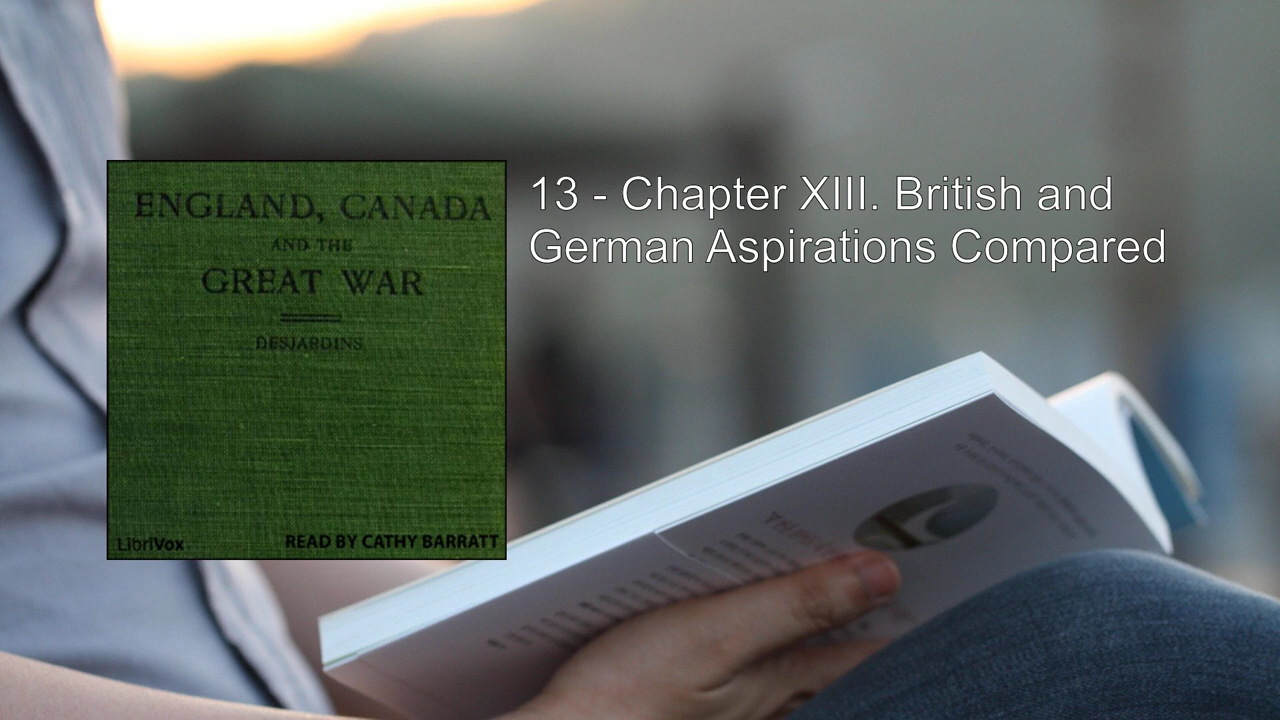 ENGLAND, CANADA
AND THE
GREAT WAR
DESJARDINS
LibriVox
READ BY CATHY BARRATT
13 - Chapter XIII. British and
German Aspirations Compared